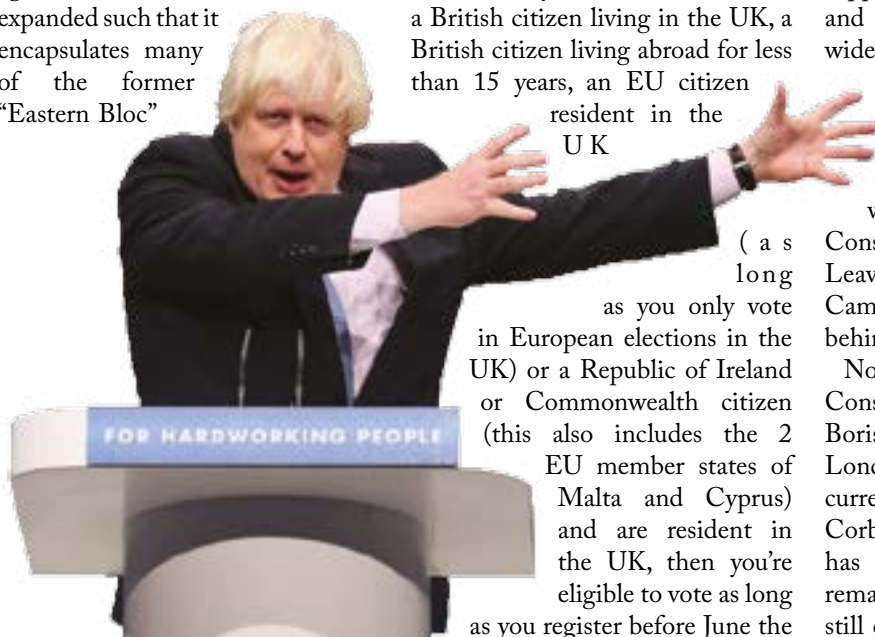 expanded such that it
encapsulates many
of the former
"Eastern Bloc"
FOR HARDWORKING PEOPLE
a British citizen living in the UK, a
British citizen living abroad for less
than 15 years, an EU citizen
resident in the
U K
( a s
long
as you only vote
in European elections in the
UK) or a Republic of Ireland
or Commonwealth citizen
(this also includes the 2
EU member states of
Malta and Cyprus)
and are resident in
the UK, then you're
eligible to vote as long
as you register before June the
and
wide
Cons
Leav
Cam
behin
No
Cons
Boris
Lond
curre
Corb
has
rema
still